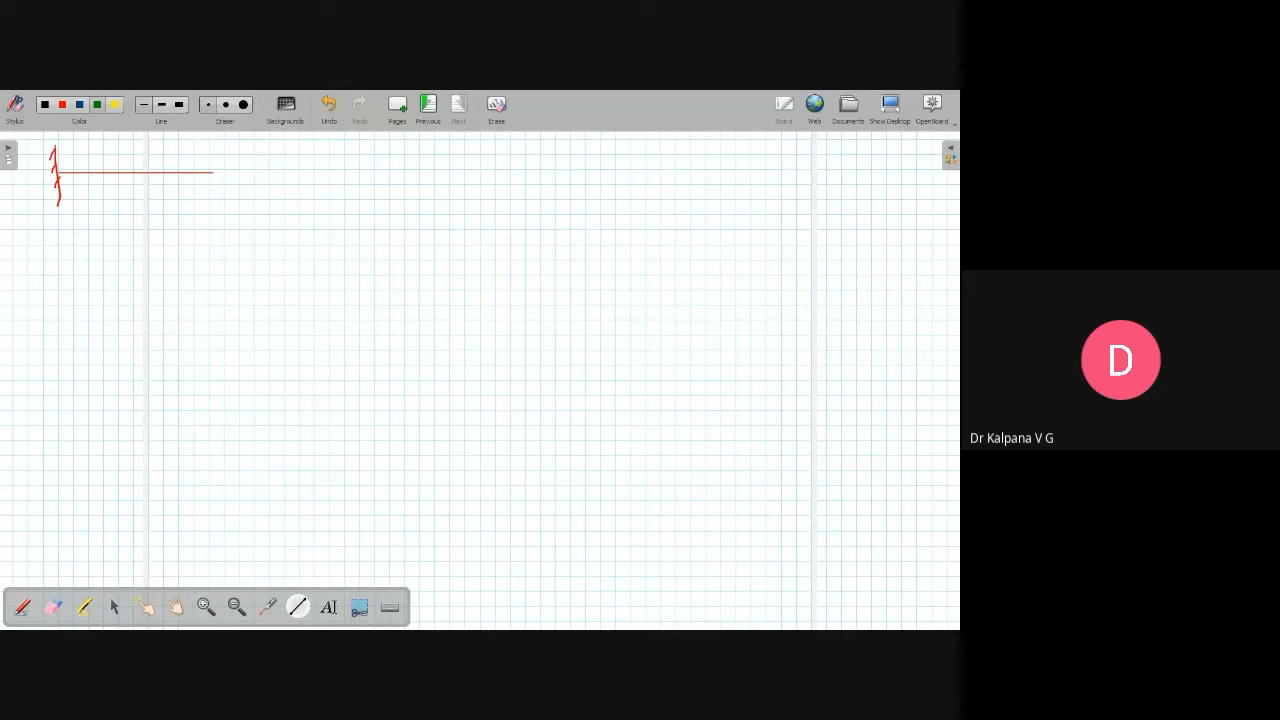 Stylus
Color
Line
Eraser
Backgrounds
Undo
Redo
Pages
Previous
Next
Erase
Board
Web
Documents
Show Desktop
OpenBoard
AI
D
Dr Kalpana V G